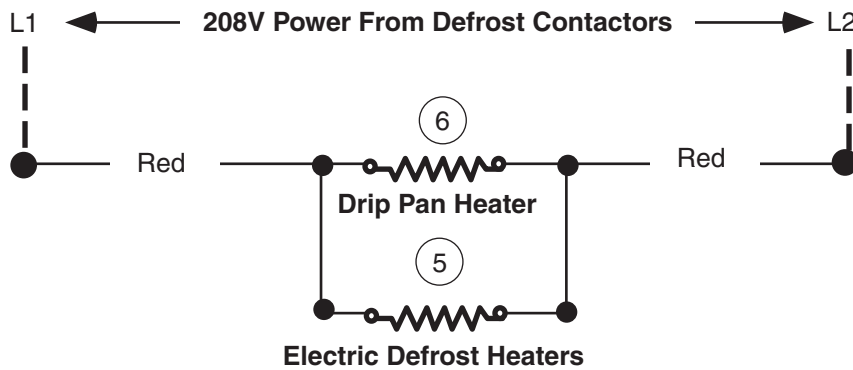 L1 208V Power From Defrost Contactors L2
6
Red Red
Drip Pan Heater
5
Electric Defrost Heaters